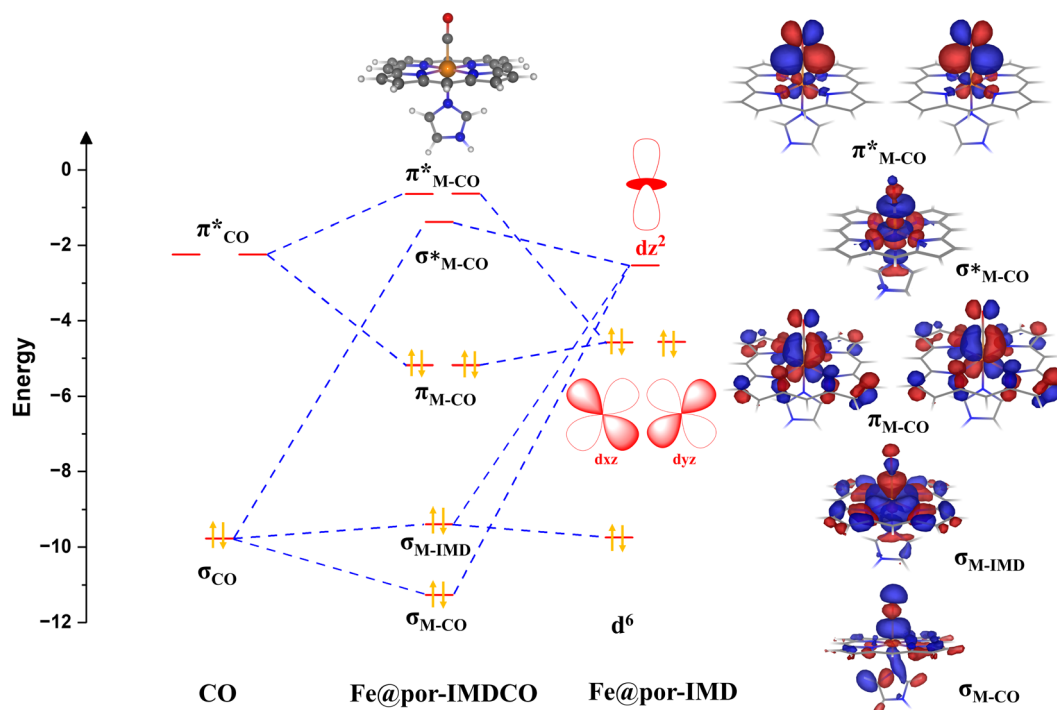 0
−2
−4
−6
−8
−10
−12
Energy
π*CO
σCO
CO
π*M-CO
σ*M-CO
πM-CO
σM-IMD
σM-CO
Fe@por-IMDCO
dz²
dxz
dyz
d⁶
Fe@por-IMD
π*M-CO
σ*M-CO
πM-CO
σM-IMD
σM-CO